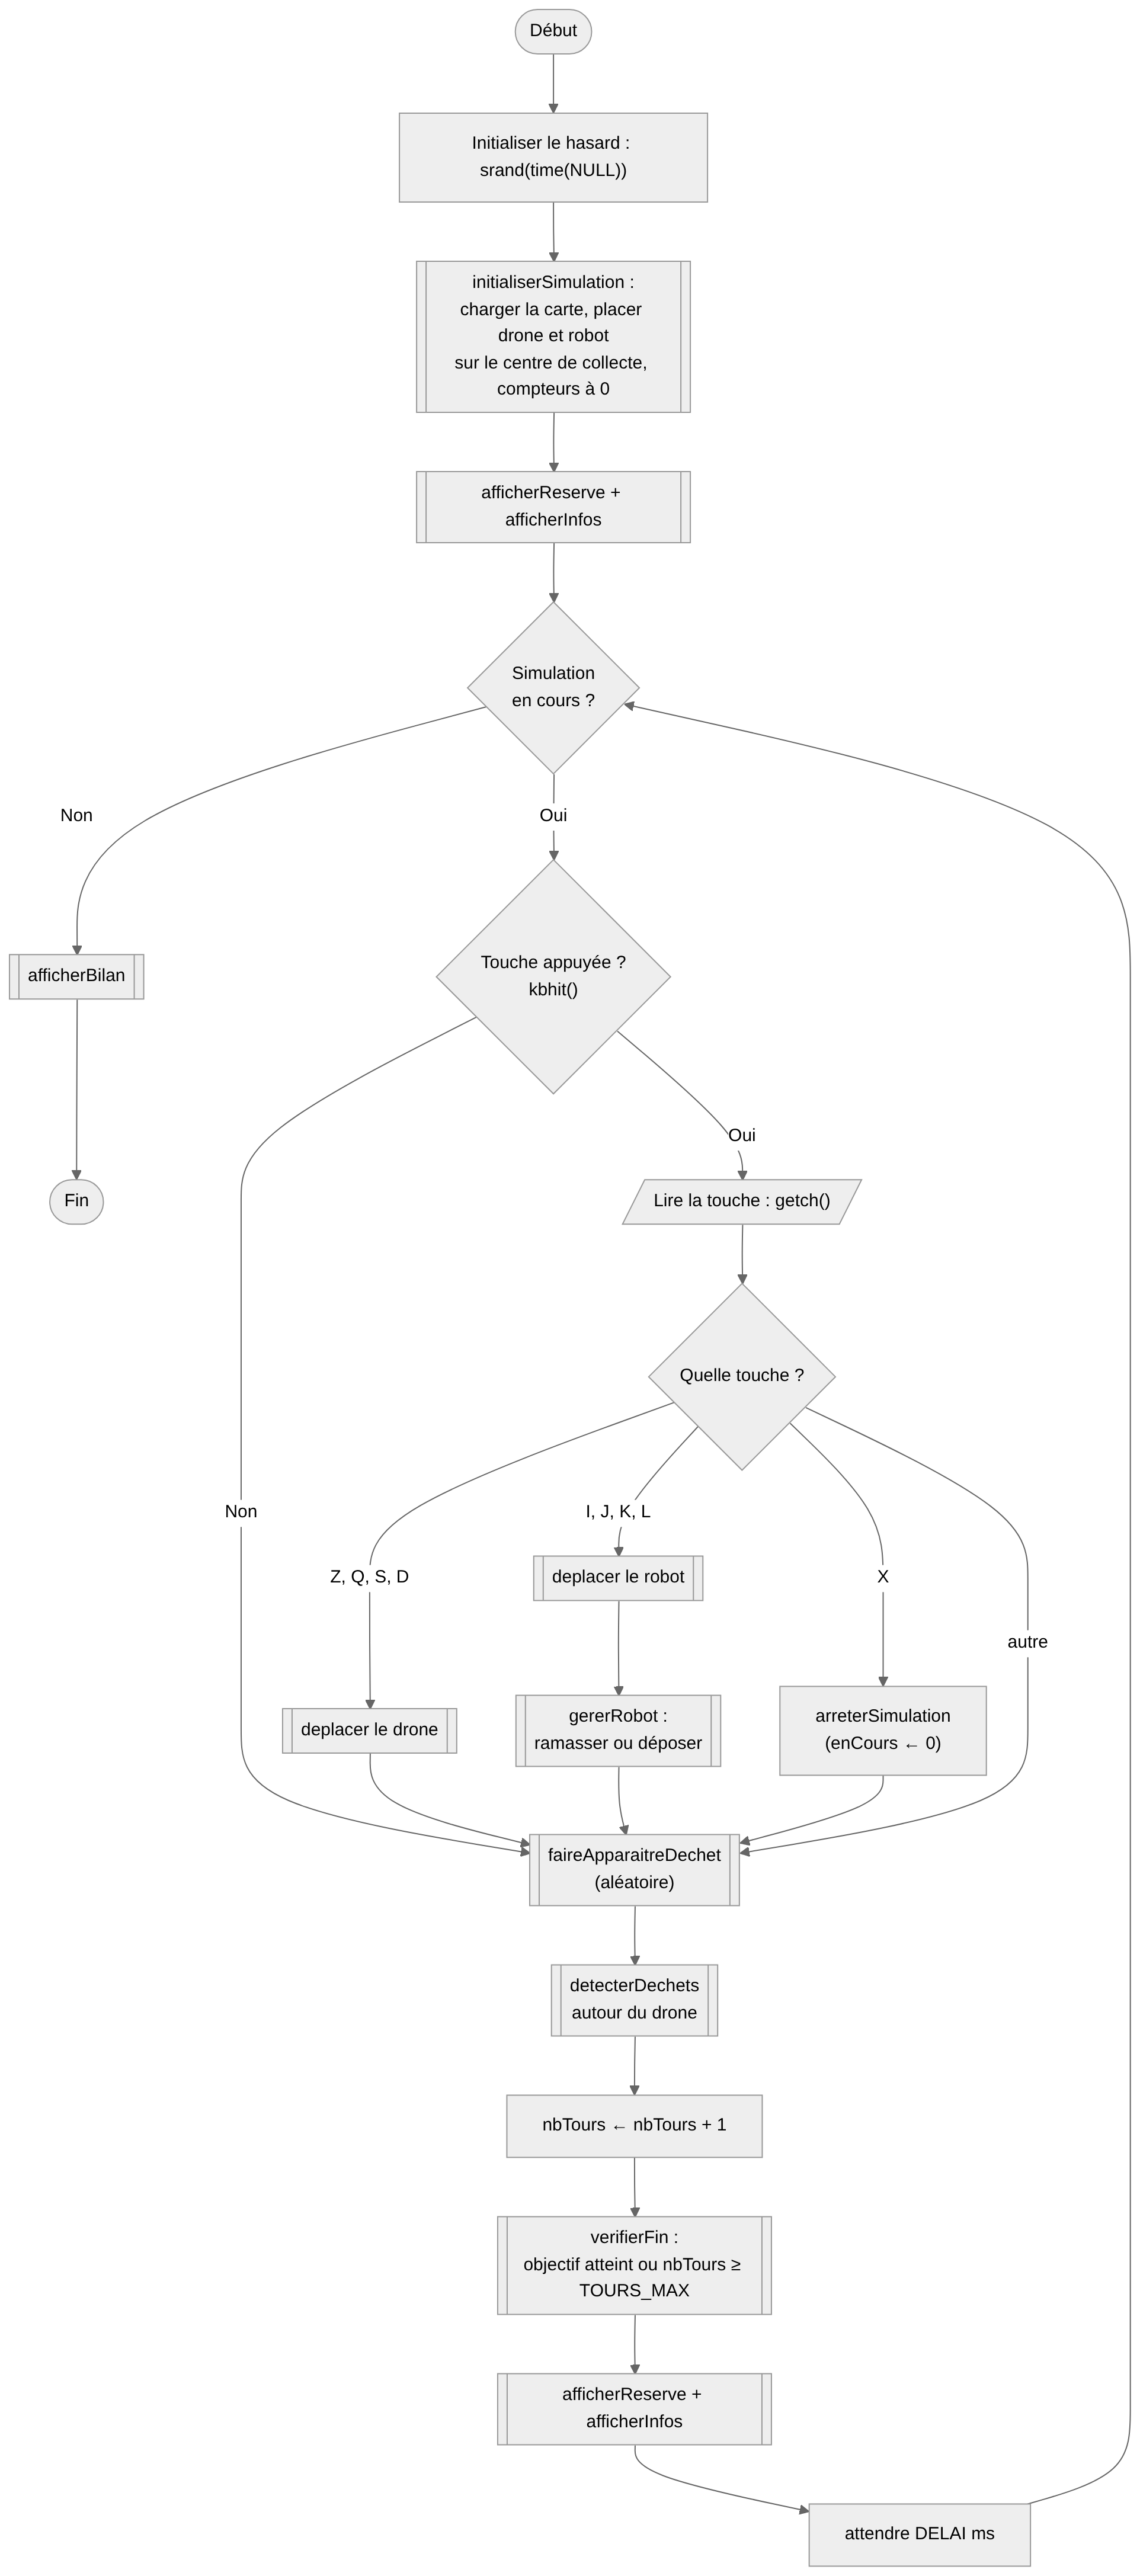 Début
Initialiser le hasard :
srand(time(NULL))
initialiserSimulation :
charger la carte, placer
drone et robot
sur le centre de collecte,
compteurs à 0
afficherReserve +
afficherInfos
Simulation
en cours ?
Non
Oui
afficherBilan
Touche appuyée ?
kbhit()
Oui
Fin
Lire la touche : getch()
Quelle touche ?
Non
I, J, K, L
Z, Q, S, D
deplacer le robot
X
autre
deplacer le drone
gererRobot :
ramasser ou déposer
arreterSimulation
(enCours ← 0)
faireApparaitreDechet
(aléatoire)
detecterDechets
autour du drone
nbTours ← nbTours + 1
verifierFin :
objectif atteint ou nbTours ≥
TOURS_MAX
afficherReserve +
afficherInfos
attendre DELAI ms